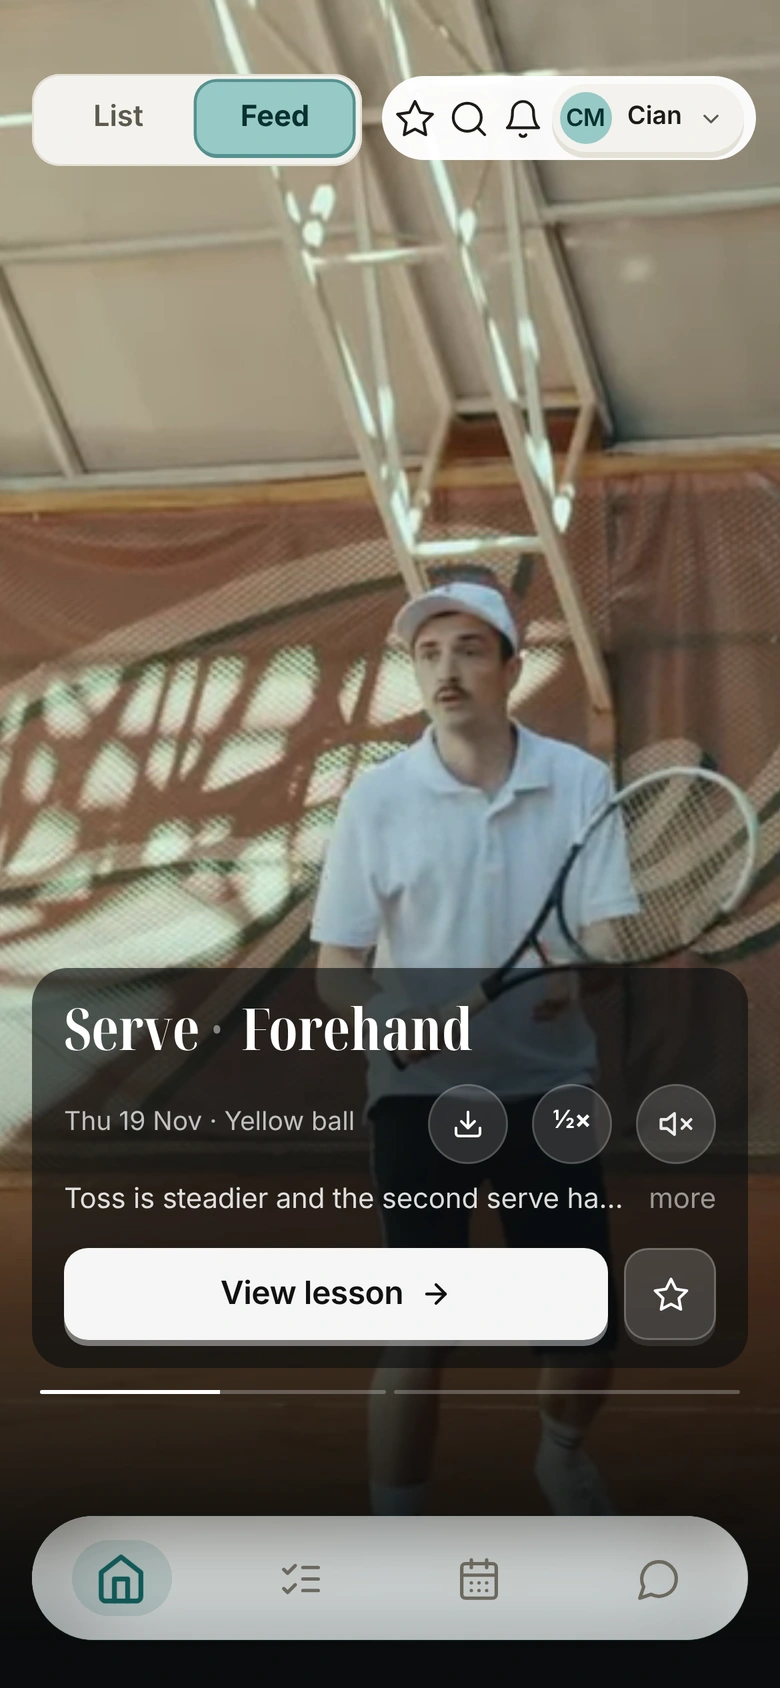 List
Feed
CM
Cian
Serve · Forehand
Thu 19 Nov · Yellow ball
½×
Toss is steadier and the second serve ha... more
View lesson →